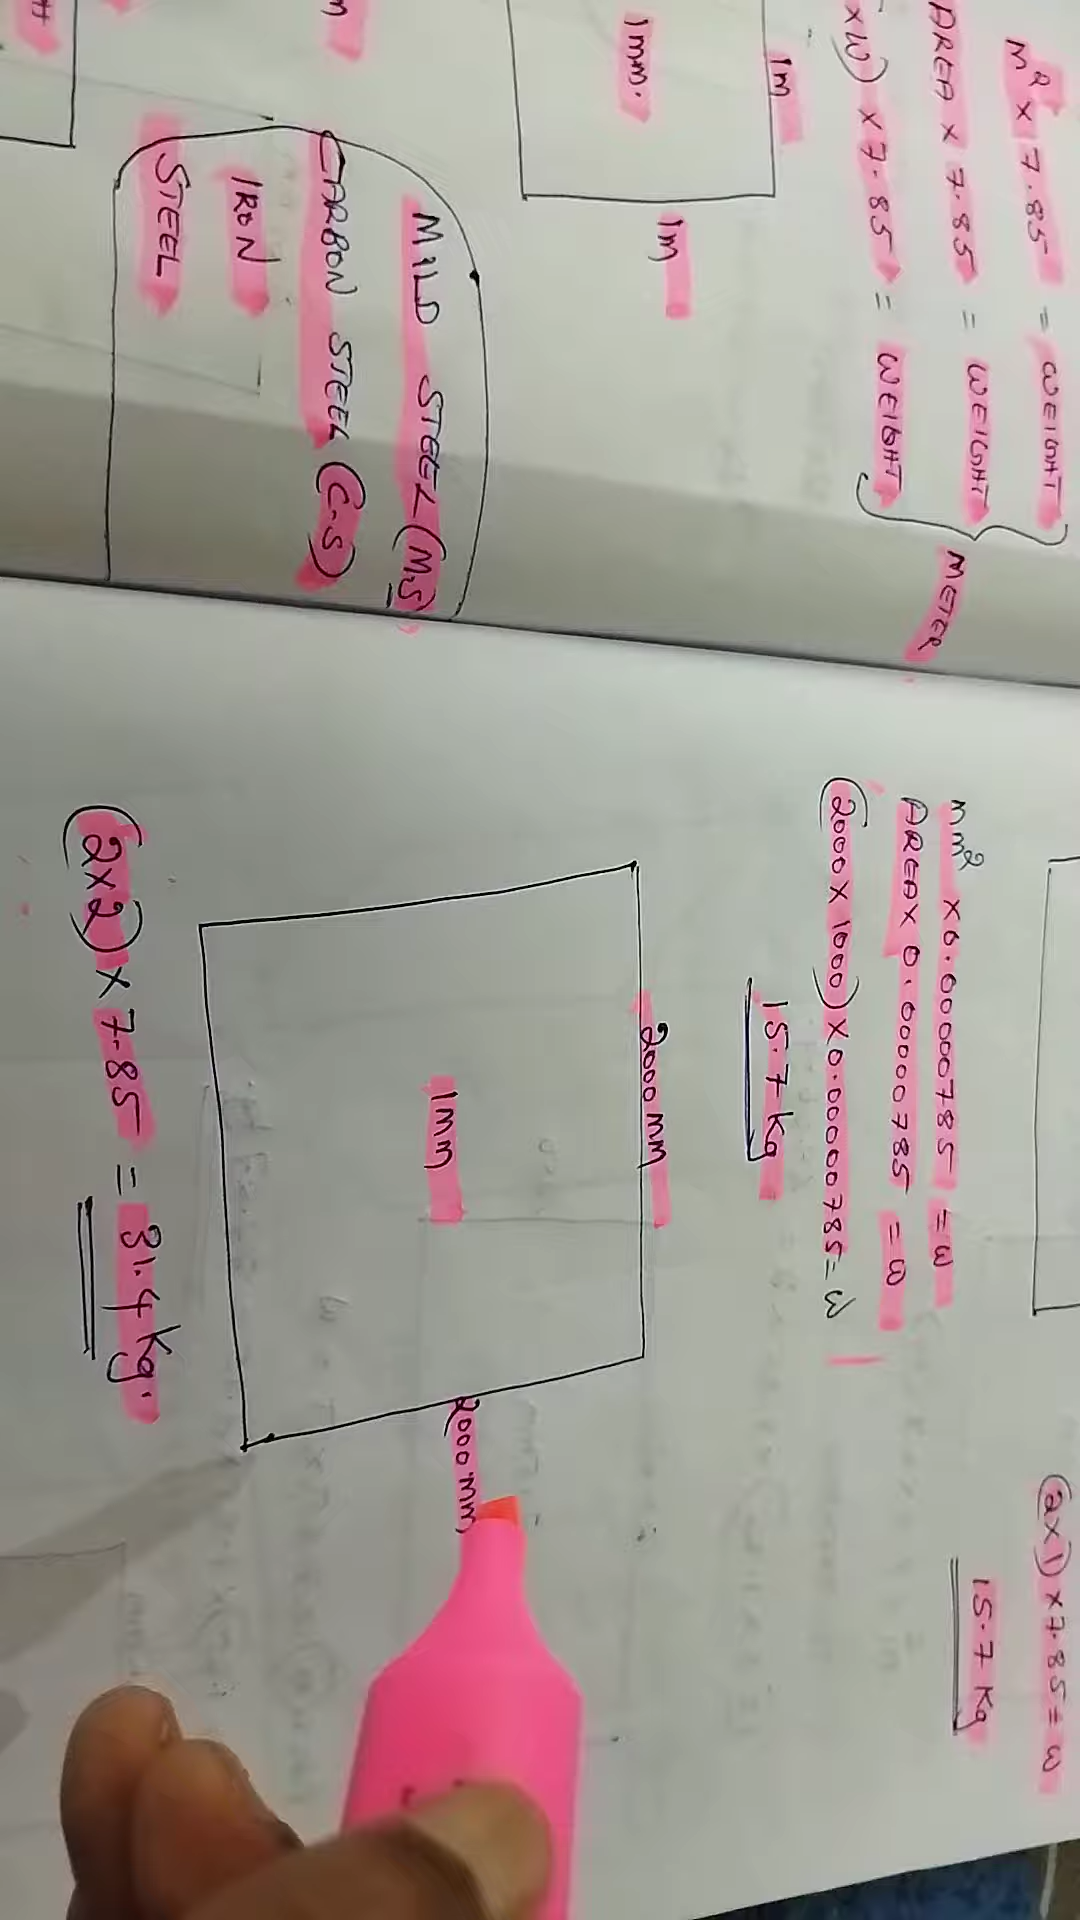 m² × 7.85 = WEIGHT
AREA × 7.85 = WEIGHT
×W) × 7.85 = WEIGHT
METER
1m
1m
1mm.
m
MILD STEEL (M.S)
CARBON STEEL (C.S)
IRON
STEEL
(2×1) × 7.85 = W
15.7 Kg
mm² × 0.00000785 = W
AREA × 0.00000785 = W
(2000 × 1000) × 0.00000785 = W
15.7 Kg
2000 mm
1mm
2000 mm
(2×2) × 7.85 = 31.4 Kg.